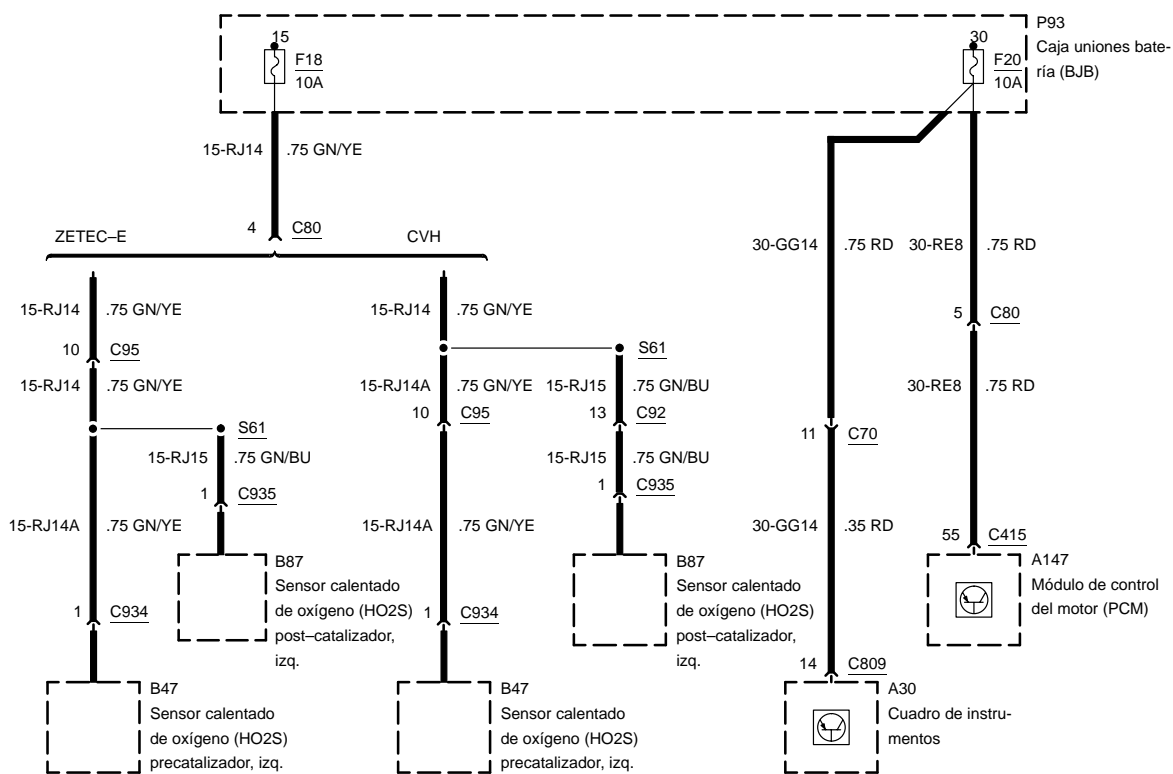 P93
Caja uniones bate-
ría (BJB)
15
F18
10A
30
F20
10A
15-RJ14 .75 GN/YE
4 C80
ZETEC–E
CVH
30-GG14 .75 RD
30-RE8 .75 RD
15-RJ14 .75 GN/YE
15-RJ14 .75 GN/YE
5 C80
10 C95
S61
15-RJ14 .75 GN/YE
15-RJ14A .75 GN/YE
15-RJ15 .75 GN/BU
30-RE8 .75 RD
10 C95
13 C92
S61
11 C70
15-RJ15 .75 GN/BU
15-RJ15 .75 GN/BU
1 C935
1 C935
15-RJ14A .75 GN/YE
15-RJ14A .75 GN/YE
30-GG14 .35 RD
55 C415
B87
Sensor calentado
de oxígeno (HO2S)
post–catalizador,
izq.
B87
Sensor calentado
de oxígeno (HO2S)
post–catalizador,
izq.
A147
Módulo de control
del motor (PCM)
1 C934
1 C934
14 C809
B47
Sensor calentado
de oxígeno (HO2S)
precatalizador, izq.
B47
Sensor calentado
de oxígeno (HO2S)
precatalizador, izq.
A30
Cuadro de instru-
mentos